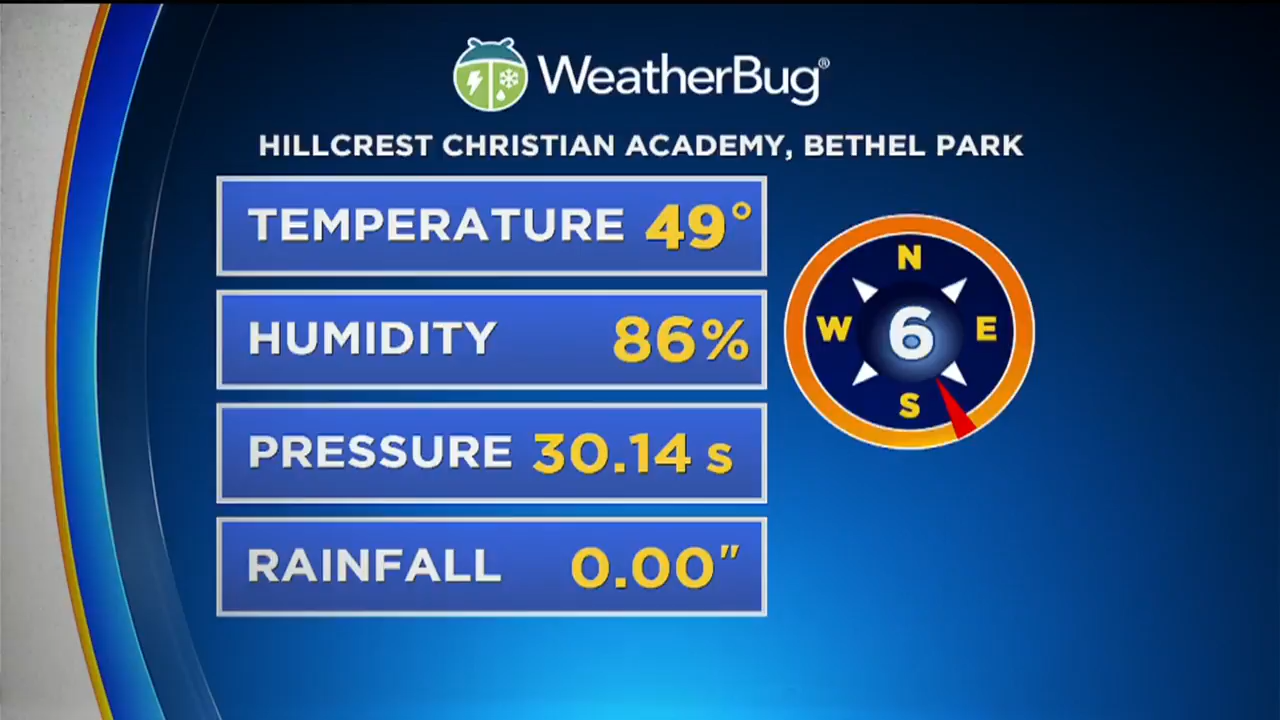 WeatherBug®
HILLCREST CHRISTIAN ACADEMY, BETHEL PARK
TEMPERATURE 49°
HUMIDITY 86%
PRESSURE 30.14 s
RAINFALL 0.00"
N
W 6 E
S